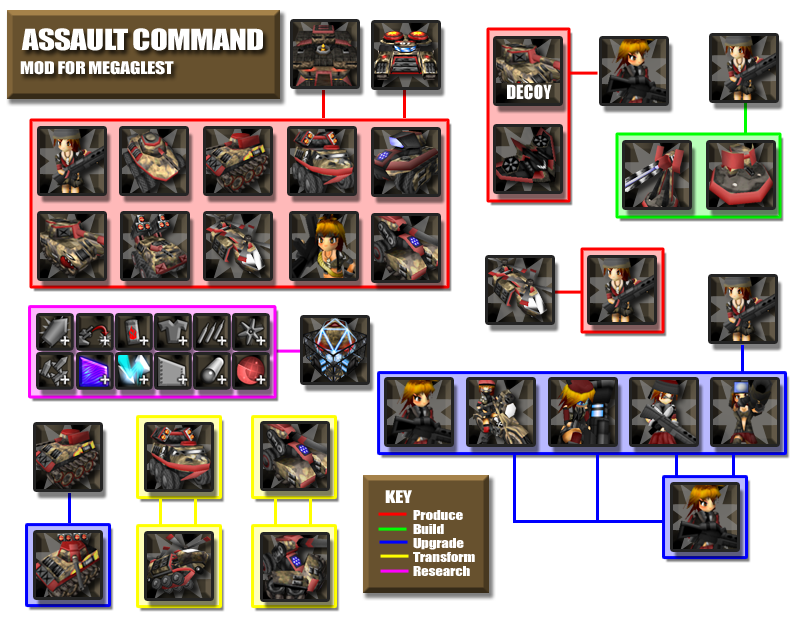 ASSAULT COMMAND
MOD FOR MEGAGLEST
DECOY
KEY
Produce
Build
Upgrade
Transform
Research